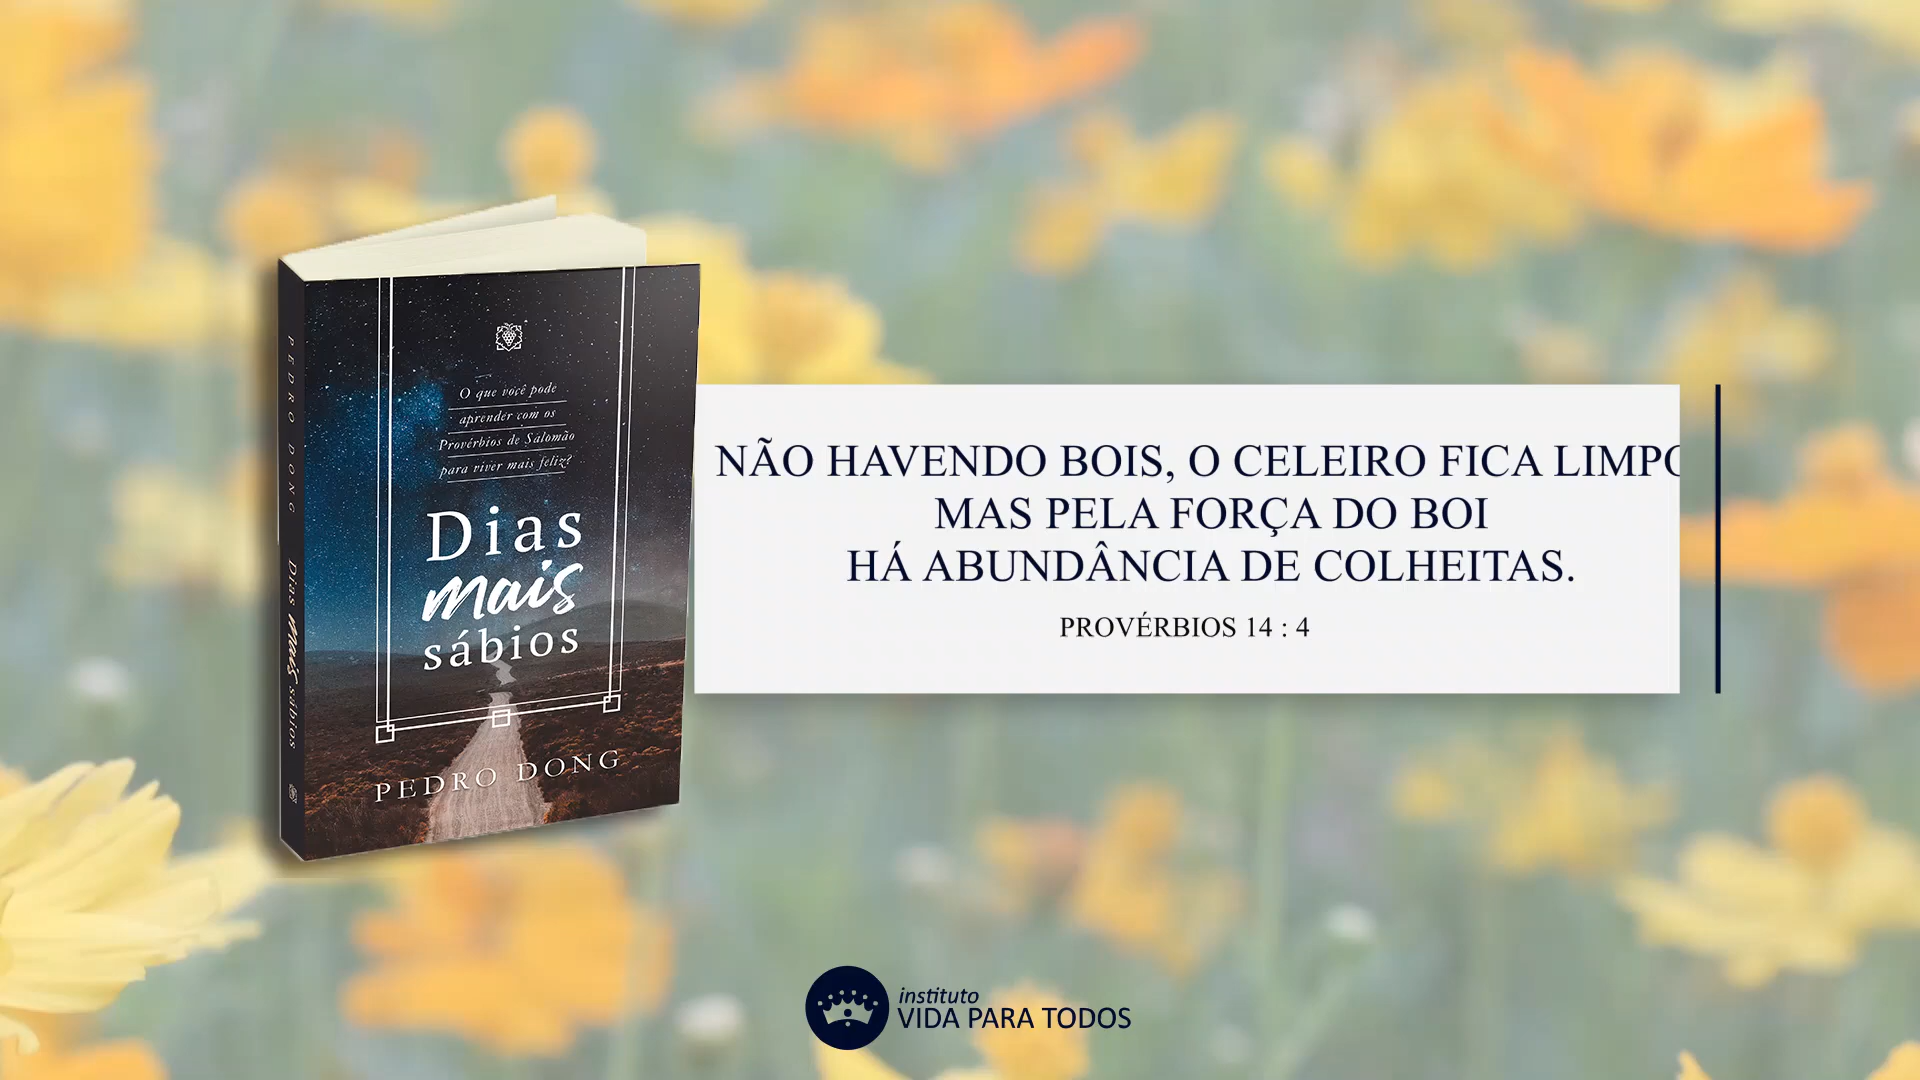 PEDRO DONG
Dias mais sábios
O que você pode
aprender com os
Provérbios de Salomão
para viver mais feliz?
Dias
mais
sábios
PEDRO DONG
NÃO HAVENDO BOIS, O CELEIRO FICA LIMPO
MAS PELA FORÇA DO BOI
HÁ ABUNDÂNCIA DE COLHEITAS.
PROVÉRBIOS 14 : 4
instituto
VIDA PARA TODOS